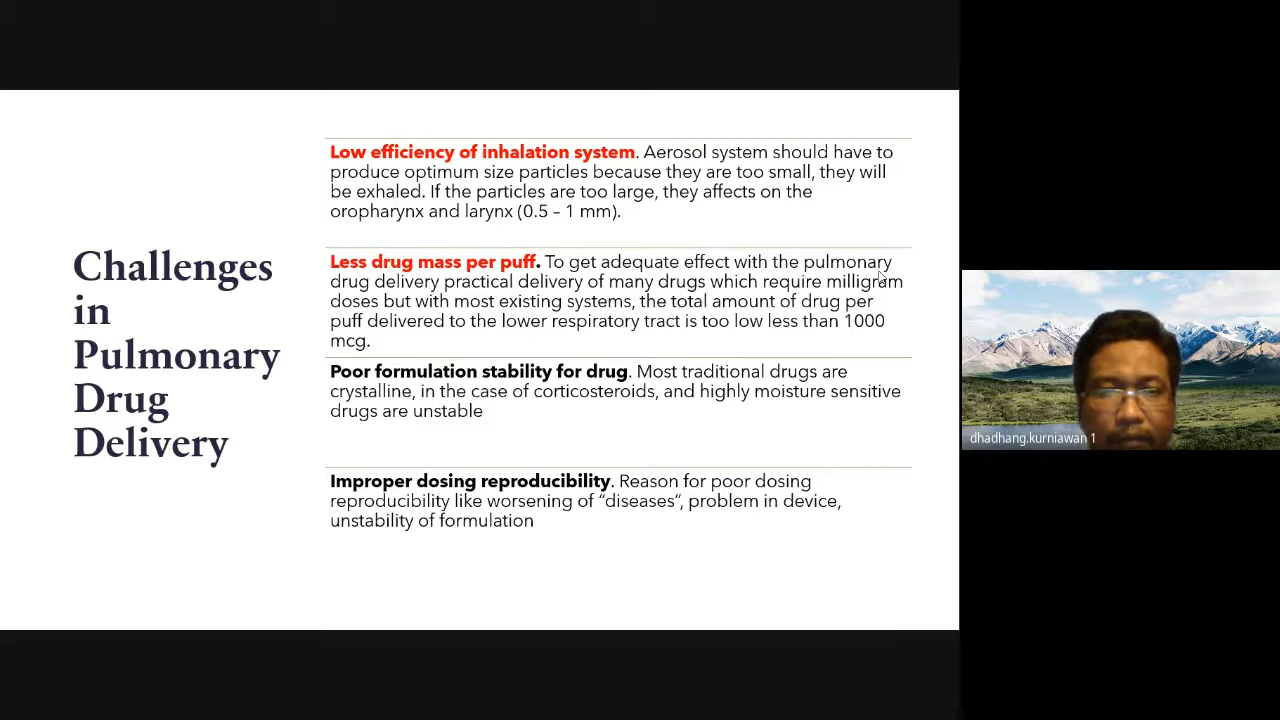 Challenges
in
Pulmonary
Drug
Delivery
Low efficiency of inhalation system. Aerosol system should have to
produce optimum size particles because they are too small, they will
be exhaled. If the particles are too large, they affects on the
oropharynx and larynx (0.5 – 1 mm).
Less drug mass per puff. To get adequate effect with the pulmonary
drug delivery practical delivery of many drugs which require milligram
doses but with most existing systems, the total amount of drug per
puff delivered to the lower respiratory tract is too low less than 1000
mcg.
Poor formulation stability for drug. Most traditional drugs are
crystalline, in the case of corticosteroids, and highly moisture sensitive
drugs are unstable
Improper dosing reproducibility. Reason for poor dosing
reproducibility like worsening of “diseases“, problem in device,
unstability of formulation
dhadhang.kurniawan 1